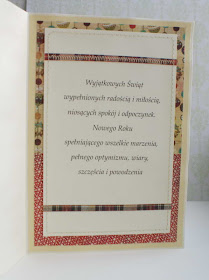 Wyjątkowych Świąt
wypełnionych radością i miłością,
niosących spokój i odpoczynek.
Nowego Roku
spełniającego wszelkie marzenia,
pełnego optymizmu, wiary,
szczęścia i powodzenia